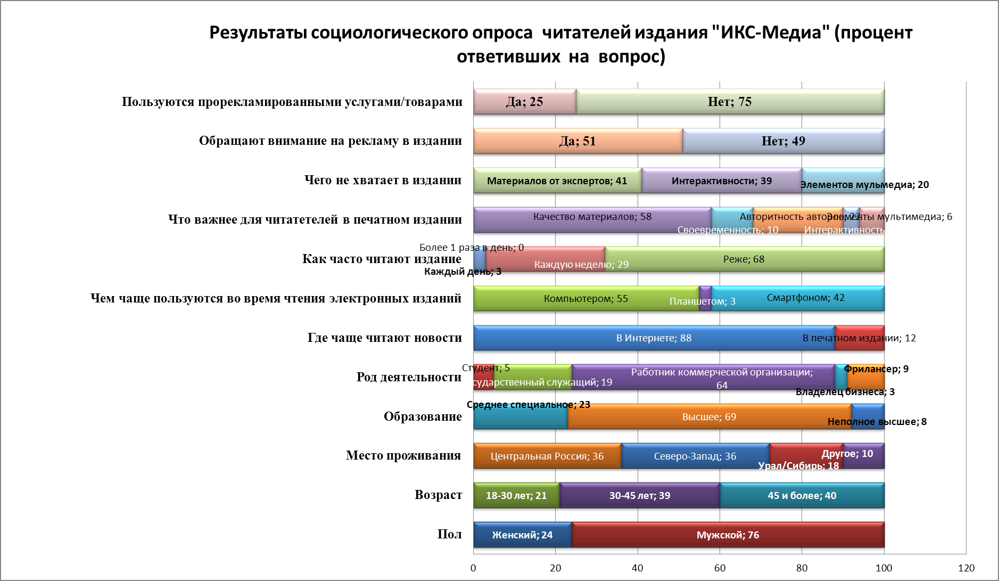 Результаты социологического опроса читателей издания "ИКС-Медиа" (процент
ответивших на вопрос)
Пользуются прорекламированными услугами/товарами
Да; 25
Нет; 75
Обращают внимание на рекламу в издании
Да; 51
Нет; 49
Чего не хватает в издании
Материалов от экспертов; 41
Интерактивности; 39
Элементов мульмедиа; 20
Что важнее для читатетелей в печатном издании
Качество материалов; 58
Своевременность; 10
Авторитность авторов; 22
Интерактивность
Элементы мультимедиа; 6
Как часто читают издание
Более 1 раза в день; 0
Каждый день; 3
Каждую неделю; 29
Реже; 68
Чем чаще пользуются во время чтения электронных изданий
Компьютером; 55
Планшетом; 3
Смартфоном; 42
Где чаще читают новости
В Интернете; 88
В печатном издании; 12
Род деятельности
Студент; 5
сударственный служащий; 19
Работник коммерческой организации;
64
Владелец бизнеса; 3
Фрилансер; 9
Образование
Среднее специальное; 23
Высшее; 69
Неполное высшее; 8
Место проживания
Центральная Россия; 36
Северо-Запад; 36
Урал/Сибирь; 18
Другое; 10
Возраст
18-30 лет; 21
30-45 лет; 39
45 и более; 40
Пол
Женский; 24
Мужской; 76
0 20 40 60 80 100 120